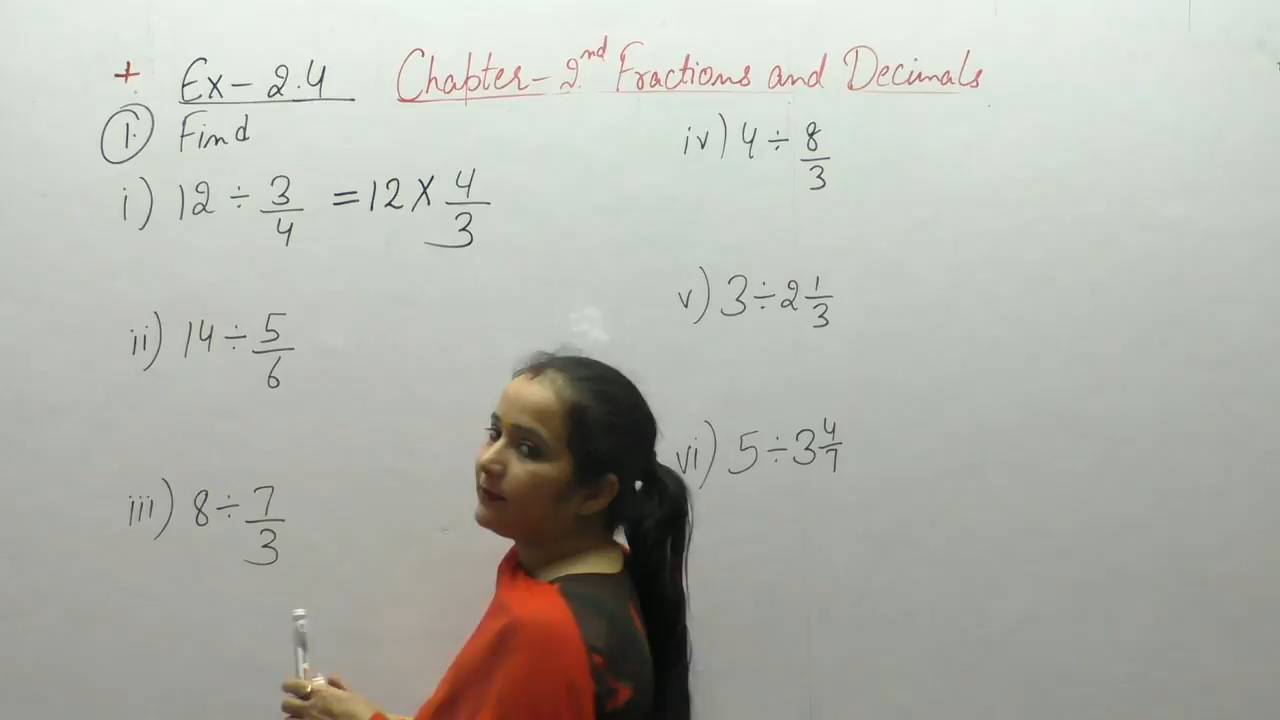 + Ex-2.4 Chapter-2nd Fractions and Decimals
1. Find
i) 12 ÷ 3/4 = 12 × 4/3
ii) 14 ÷ 5/6
iii) 8 ÷ 7/3
iv) 4 ÷ 8/3
v) 3 ÷ 2 1/3
vi) 5 ÷ 3 4/7